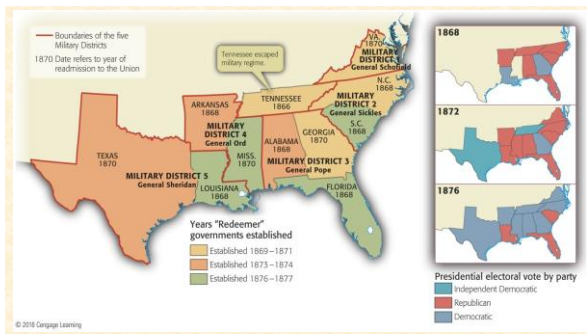 Boundaries of the five
Military Districts
1870 Date refers to year of
readmission to the Union
Tennessee escaped
military regime.
VA.
1870
MILITARY
DISTRICT 1
General Schofield
N.C.
1868
TENNESSEE
1866
MILITARY
DISTRICT 2
General Sickles
ARKANSAS
1868
MILITARY
DISTRICT 4
General Ord
S.C.
1868
TEXAS
1870
MISS.
1870
ALABAMA
1868
GEORGIA
1870
MILITARY DISTRICT 5
General Sheridan
MILITARY DISTRICT 3
General Pope
LOUISIANA
1868
FLORIDA
1868
Years "Redeemer"
governments established
Established 1869–1871
Established 1873–1874
Established 1876–1877
© 2016 Cengage Learning
1868
1872
1876
Presidential electoral vote by party
Independent Democratic
Republican
Democratic